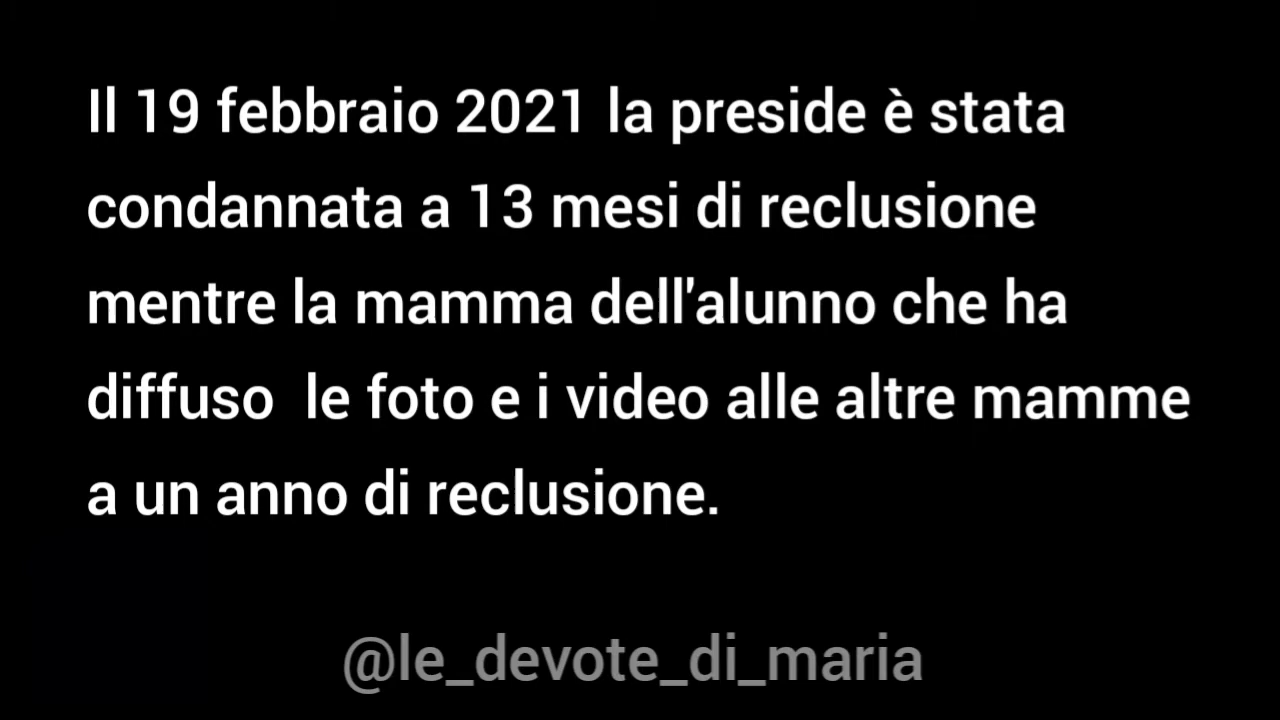 Il 19 febbraio 2021 la preside è stata
condannata a 13 mesi di reclusione
mentre la mamma dell'alunno che ha
diffuso  le foto e i video alle altre mamme
a un anno di reclusione.
@le_devote_di_maria